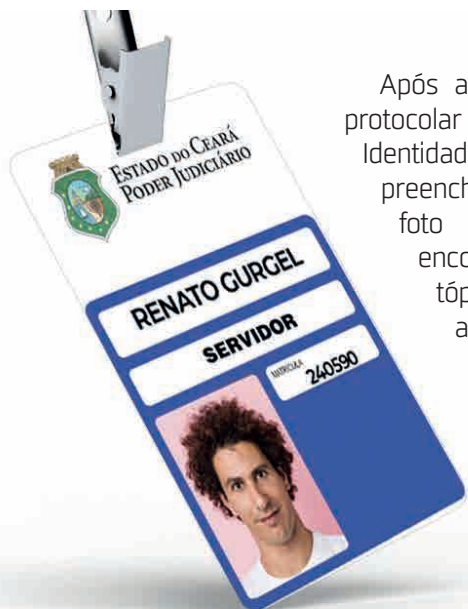 ESTADO DO CEARÁ
PODER JUDICIÁRIO
RENATO GURGEL
SERVIDOR
MATRÍCULA
240590
Após a
protocolar
Identidad
preench
foto
enco
tóp
a